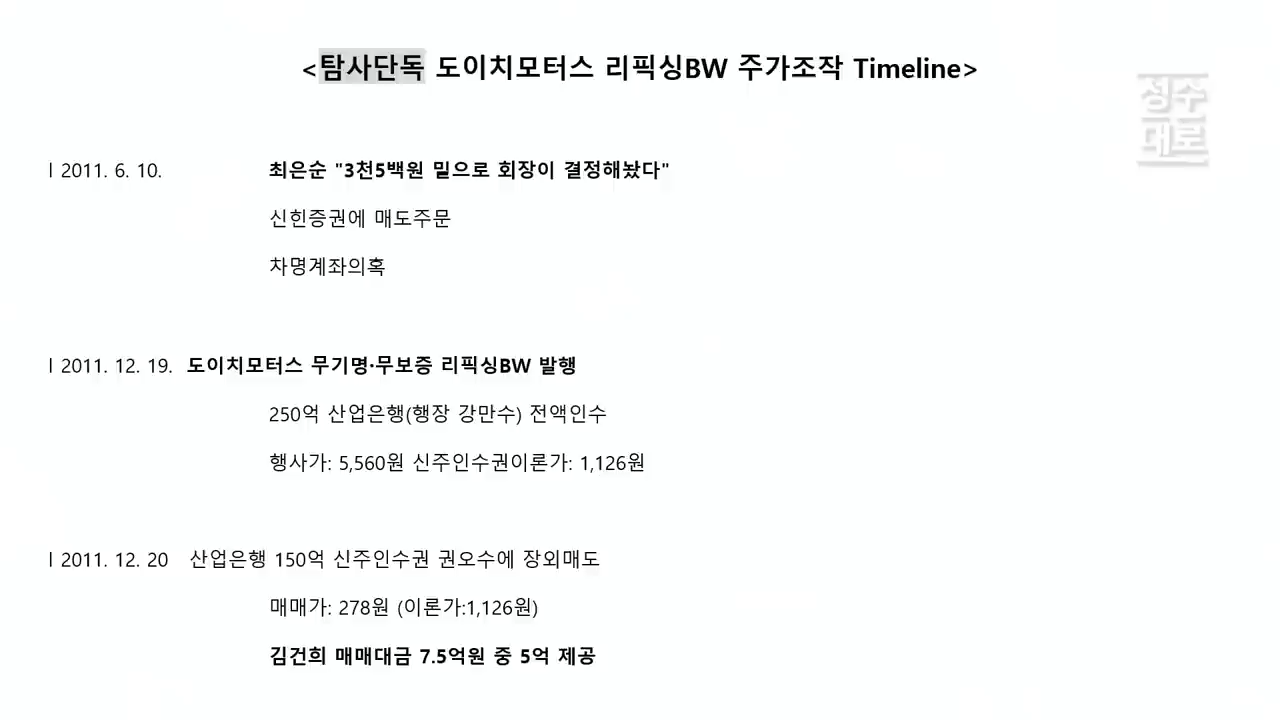 <탐사단독 도이치모터스 리픽싱BW 주가조작 Timeline>
성수
대로
l 2011. 6. 10. 최은순 "3천5백원 밑으로 회장이 결정해놨다"
신힌증권에 매도주문
차명계좌의혹
l 2011. 12. 19. 도이치모터스 무기명·무보증 리픽싱BW 발행
250억 산업은행(행장 강만수) 전액인수
행사가: 5,560원 신주인수권이론가: 1,126원
l 2011. 12. 20 산업은행 150억 신주인수권 권오수에 장외매도
매매가: 278원 (이론가:1,126원)
김건희 매매대금 7.5억원 중 5억 제공